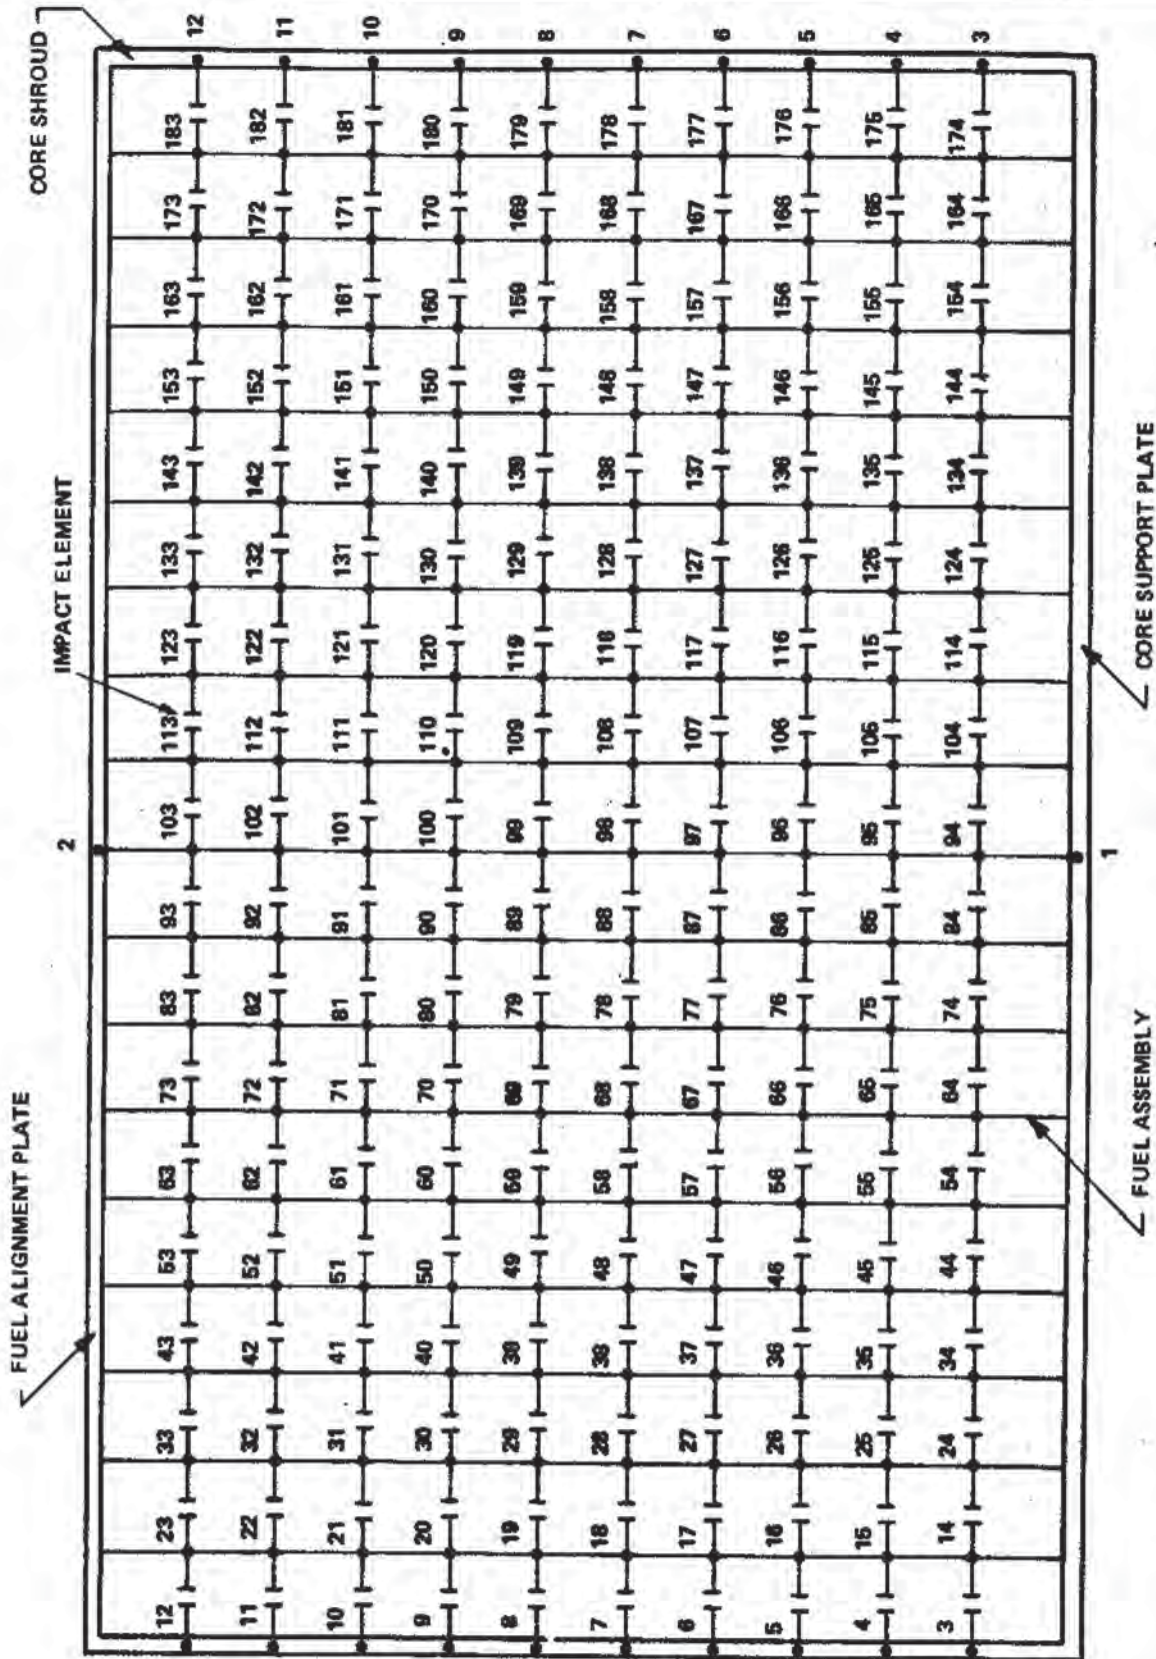 FUEL ALIGNMENT PLATE
CORE SHROUD
IMPACT ELEMENT
2
12 23 33 43 53 63 73 83 93 103 113 123 133 143 153 163 173 183 12
11 22 32 42 52 62 72 82 92 102 112 122 132 142 152 162 172 182 11
10 21 31 41 51 61 71 81 91 101 111 121 131 141 151 161 171 181 10
9 20 30 40 50 60 70 80 90 100 110 120 130 140 150 160 170 180 9
8 19 29 39 49 59 69 79 89 99 109 119 129 139 149 159 169 179 8
7 18 28 38 48 58 68 78 88 98 108 118 128 138 148 158 168 178 7
6 17 27 37 47 57 67 77 87 97 107 117 127 137 147 157 167 177 6
5 16 26 36 46 56 66 76 86 96 106 116 126 136 146 156 166 176 5
4 15 25 35 45 55 65 75 85 95 105 115 125 135 145 155 165 175 4
3 14 24 34 44 54 64 74 84 94 104 114 124 134 144 154 164 174 3
1
FUEL ASSEMBLY
CORE SUPPORT PLATE